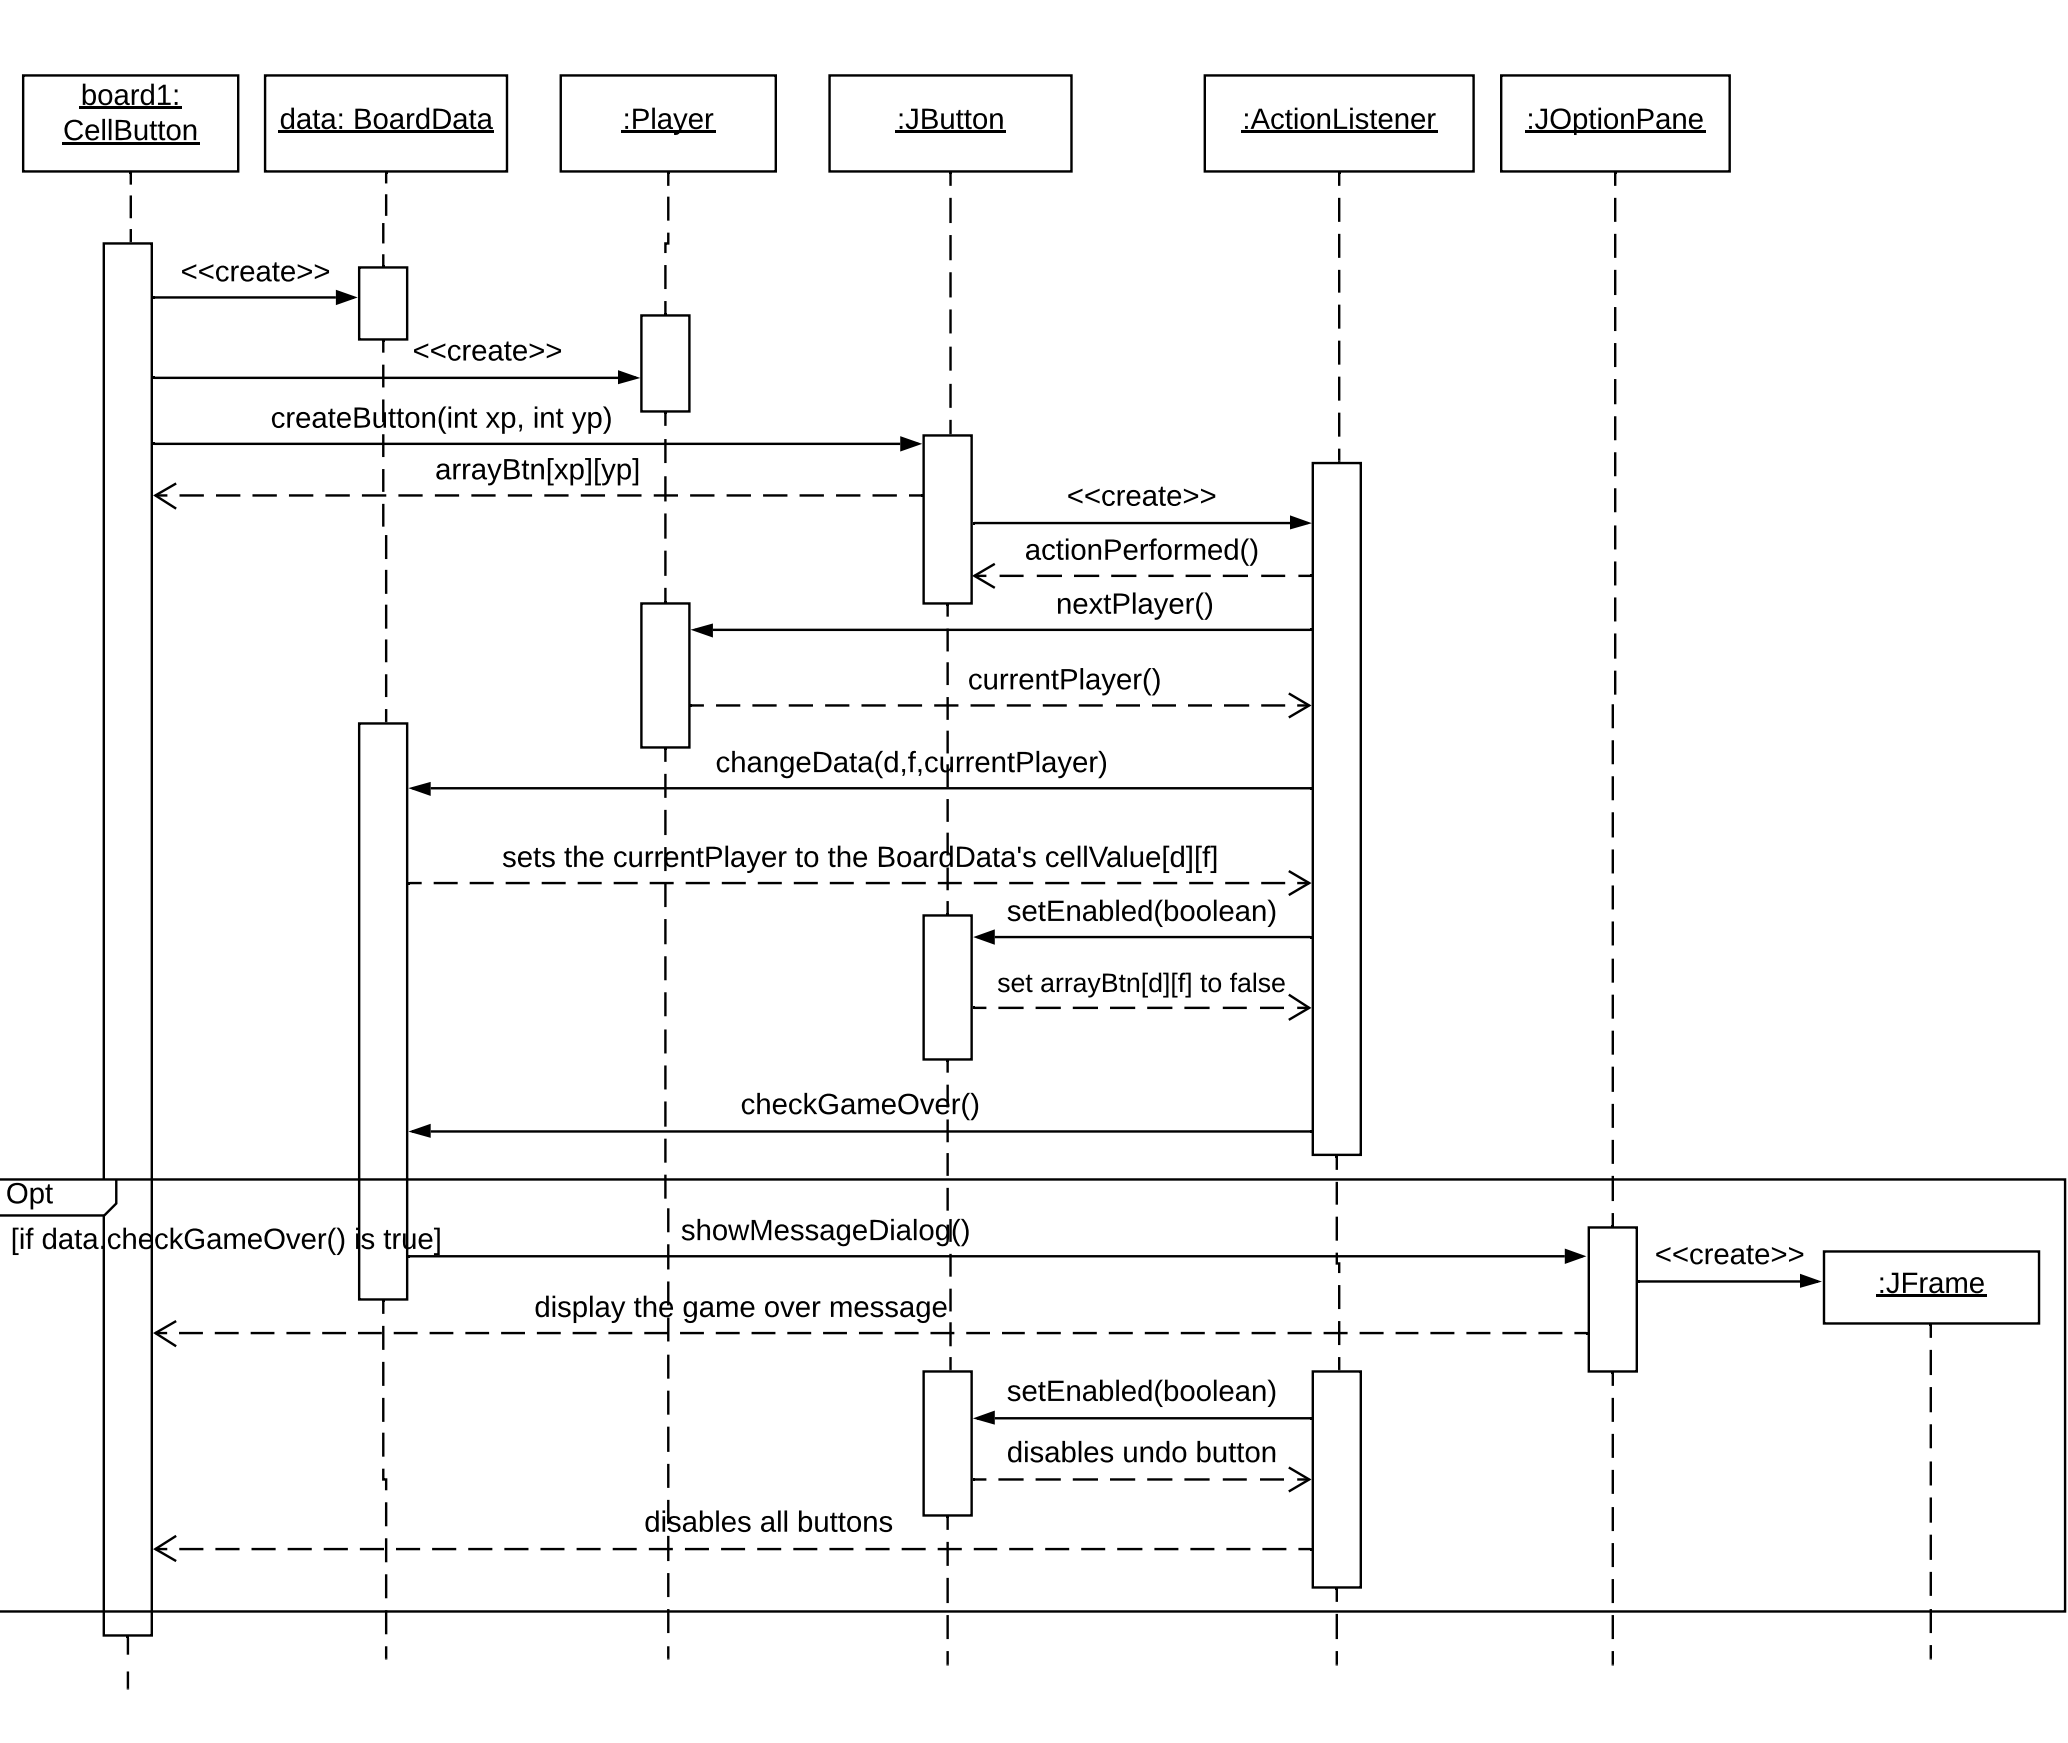 board1:
CellButton
data: BoardData
:Player
:JButton
:ActionListener
:JOptionPane
<<create>>
<<create>>
createButton(int xp, int yp)
arrayBtn[xp][yp]
<<create>>
actionPerformed()
nextPlayer()
currentPlayer()
changeData(d,f,currentPlayer)
sets the currentPlayer to the BoardData's cellValue[d][f]
setEnabled(boolean)
set arrayBtn[d][f] to false
checkGameOver()
Opt
[if data.checkGameOver() is true]
showMessageDialog()
<<create>>
:JFrame
display the game over message
setEnabled(boolean)
disables undo button
disables all buttons